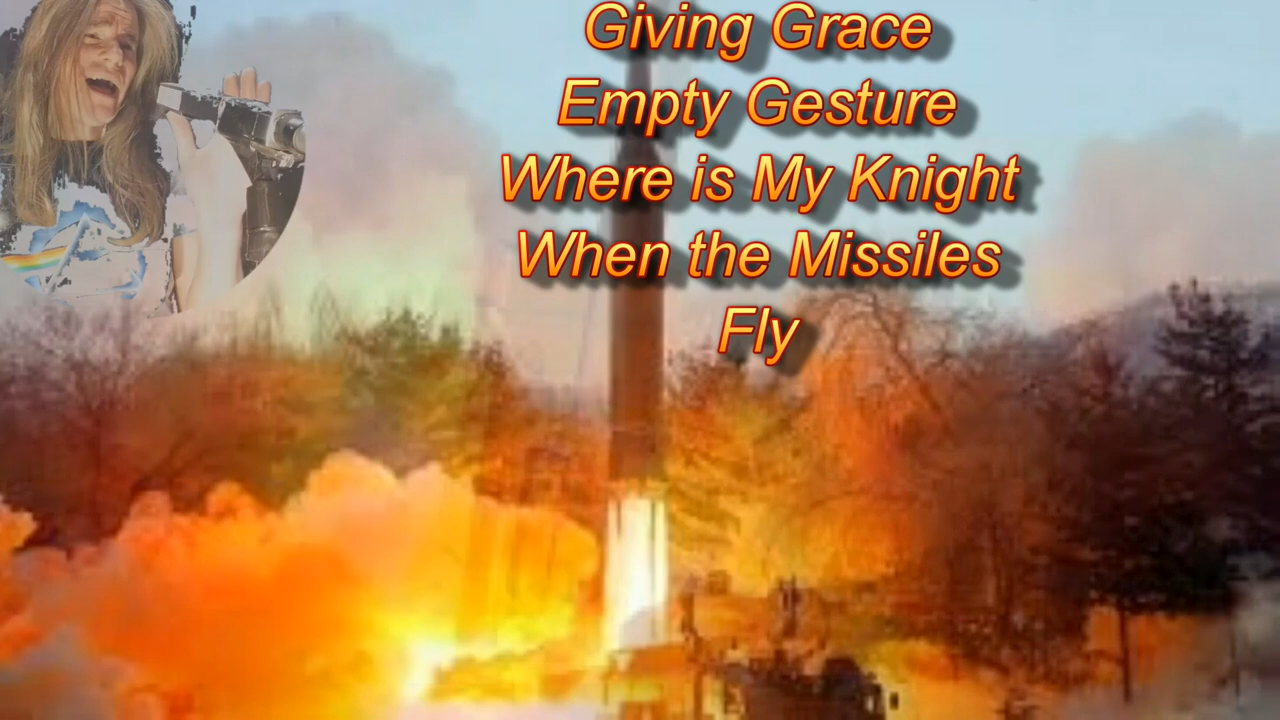 Giving Grace
Empty Gesture
Where is My Knight
When the Missiles
Fly